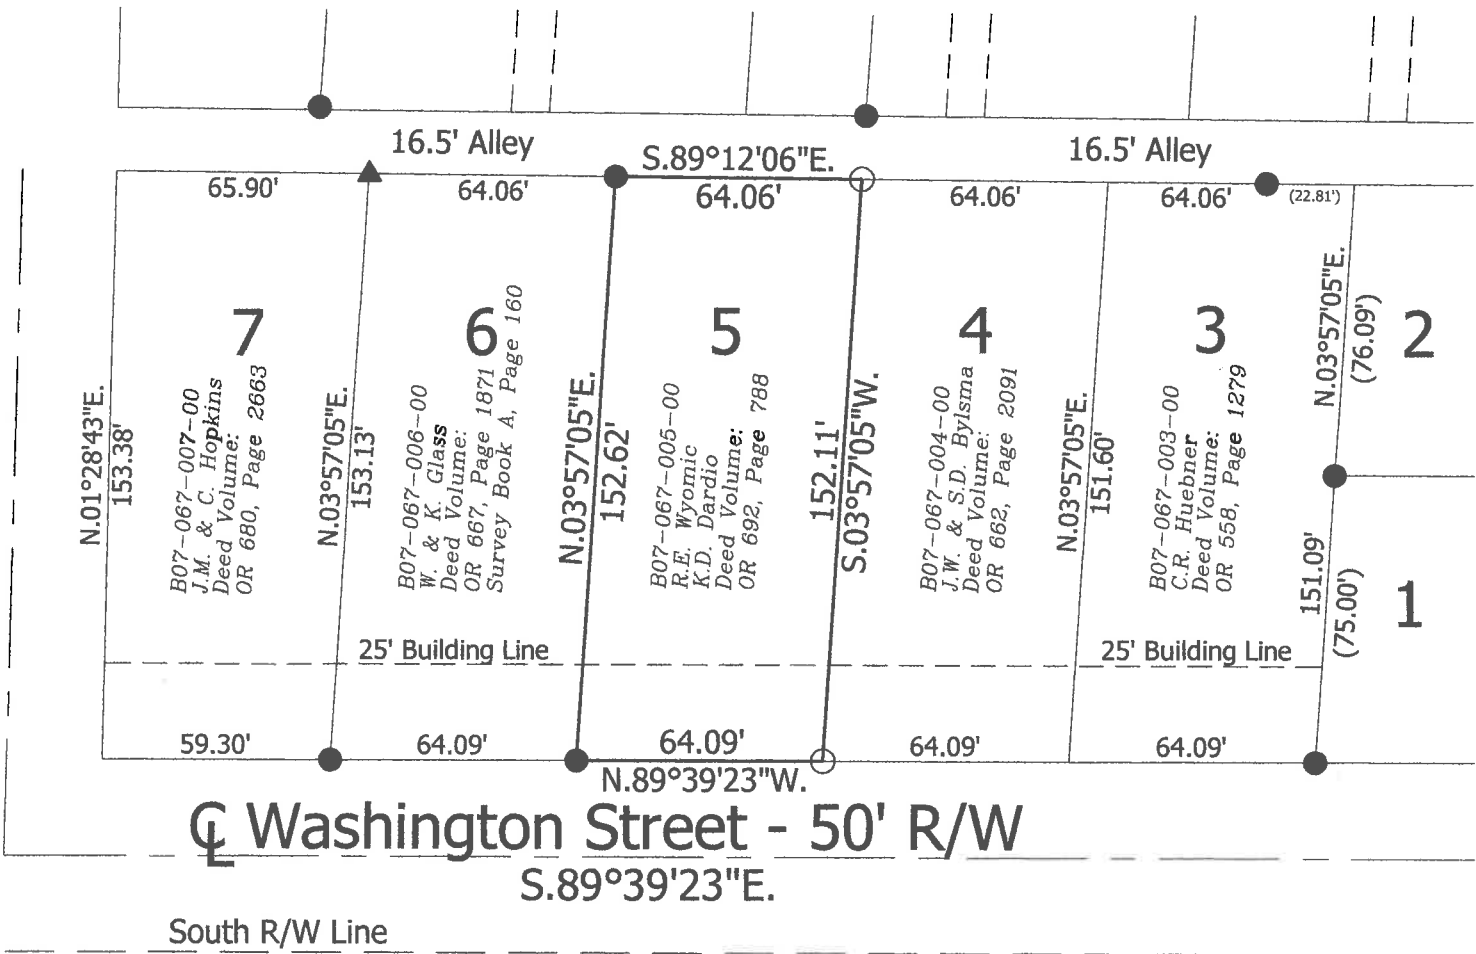 16.5' Alley
16.5' Alley
S.89°12'06"E.
65.90'
64.06'
64.06'
64.06'
64.06'
(22.81')
N.01°28'43"E.
153.38'
7
B07-067-007-00
J.M. & C. Hopkins
Deed Volume:
OR 680, Page 2663
N.03°57'05"E.
153.13'
6
B07-067-006-00
W. & K. Glass
Deed Volume:
OR 667, Page 1871
Survey Book A, Page 160
N.03°57'05"E.
152.62'
5
B07-067-005-00
R.E. Wyomic
K.D. Dardio
Deed Volume:
OR 692, Page 788
152.11'
S.03°57'05"W.
4
B07-067-004-00
J.W. & S.D. Bylsma
Deed Volume:
OR 662, Page 2091
N.03°57'05"E.
151.60'
3
B07-067-003-00
C.R. Huebner
Deed Volume:
OR 558, Page 1279
N.03°57'05"E.
(76.09')
2
151.09'
(75.00')
1
25' Building Line
25' Building Line
59.30'
64.09'
64.09'
64.09'
64.09'
N.89°39'23"W.
℄ Washington Street - 50' R/W
S.89°39'23"E.
South R/W Line